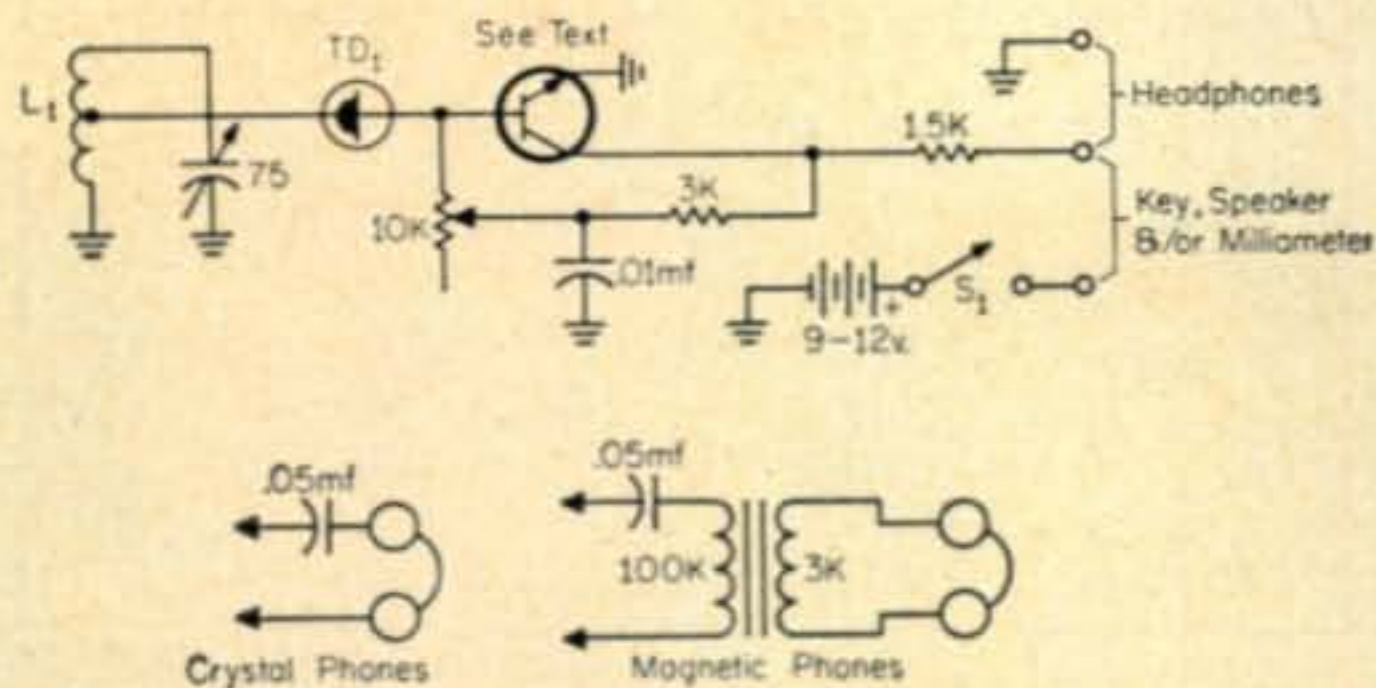 TD1
See Text
L1
75
10K
3K
.01mf
1.5K
Headphones
Key, Speaker
&/or Milliameter
S1
+
9-12v.
.05mf
Crystal Phones
.05mf
100K
3K
Magnetic Phones